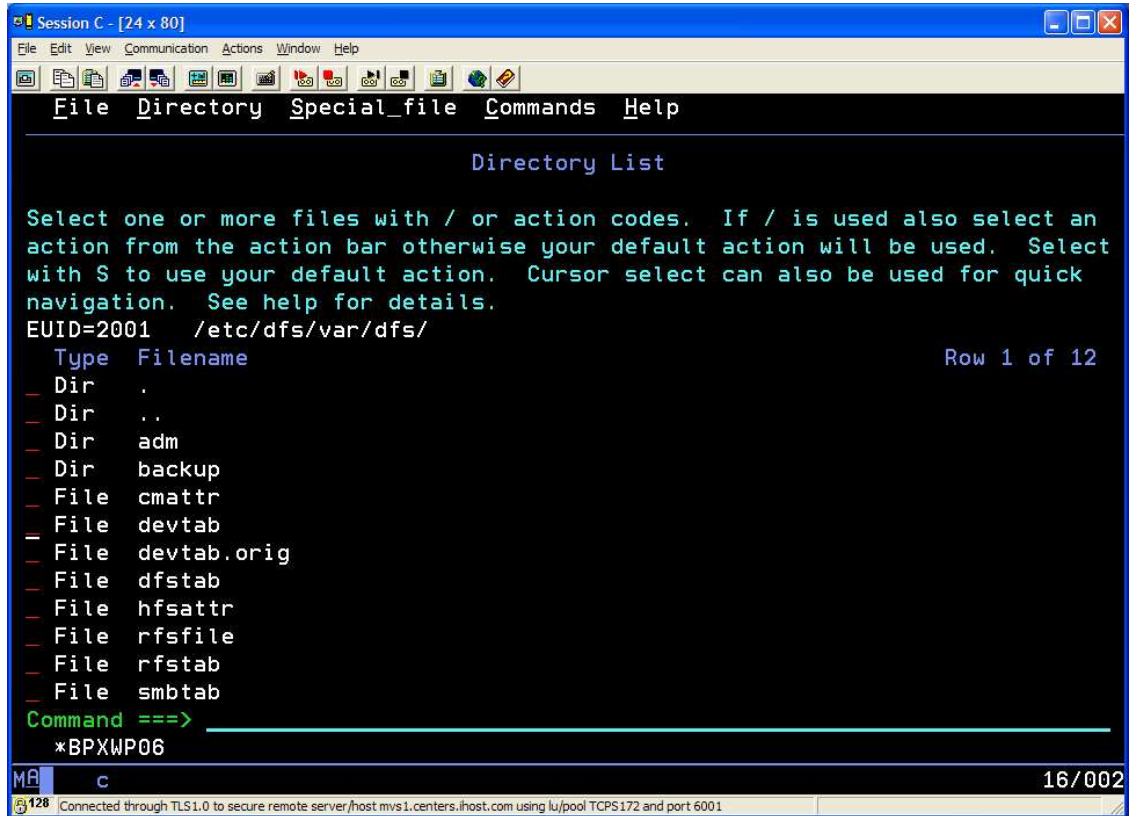 Session C - [24 x 80]
File Edit View Communication Actions Window Help
File Directory Special_file Commands Help
Directory List
Select one or more files with / or action codes. If / is used also select an
action from the action bar otherwise your default action will be used. Select
with S to use your default action. Cursor select can also be used for quick
navigation. See help for details.
EUID=2001 /etc/dfs/var/dfs/
Type Filename Row 1 of 12
_ Dir .
_ Dir ..
_ Dir adm
_ Dir backup
_ File cmattr
_ File devtab
_ File devtab.orig
_ File dfstab
_ File hfsattr
_ File rfsfile
_ File rfstab
_ File smbtab
Command ===>
*BPXWP06
MA c 16/002
128 Connected through TLS1.0 to secure remote server/host mvs1.centers.ihost.com using lu/pool TCPS172 and port 6001